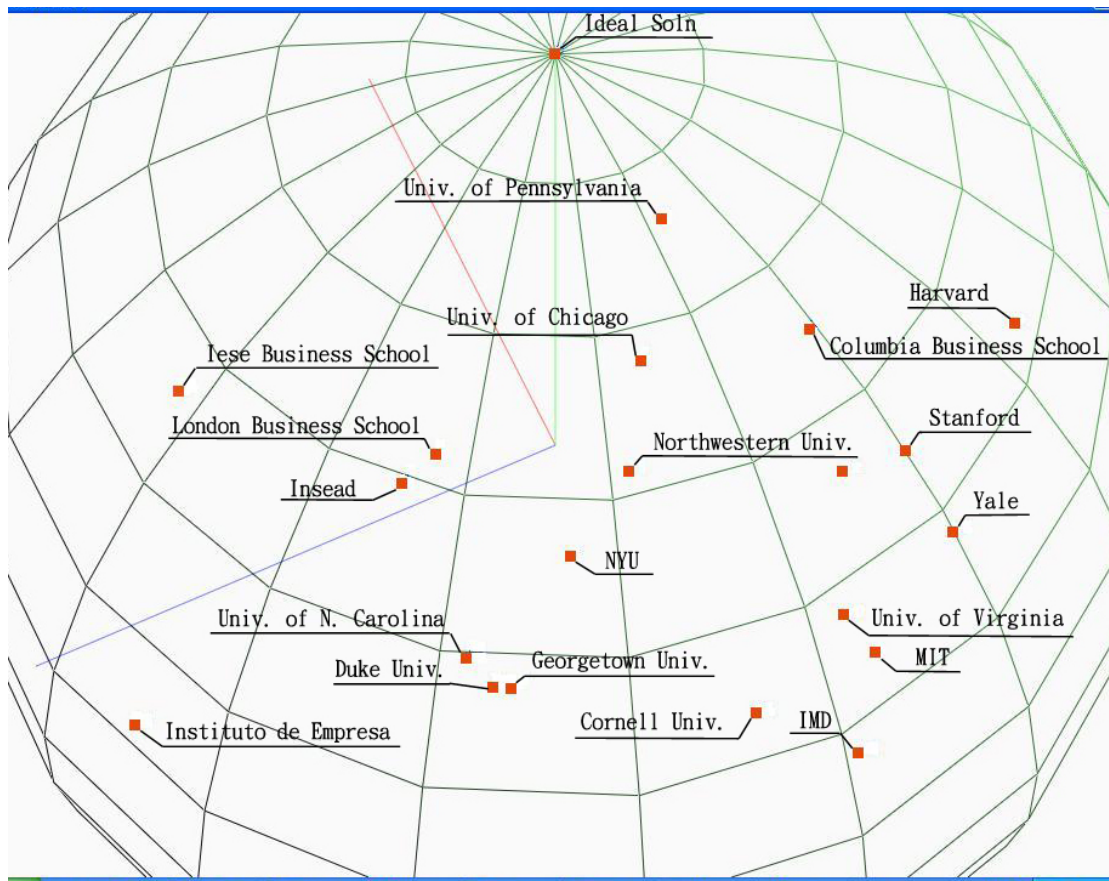 Ideal Soln
Univ. of Pennsylvania
Harvard
Univ. of Chicago
Columbia Business School
Iese Business School
London Business School
Stanford
Northwestern Univ.
Insead
Yale
NYU
Univ. of N. Carolina
Univ. of Virginia
Duke Univ.
Georgetown Univ.
MIT
Instituto de Empresa
Cornell Univ.
IMD